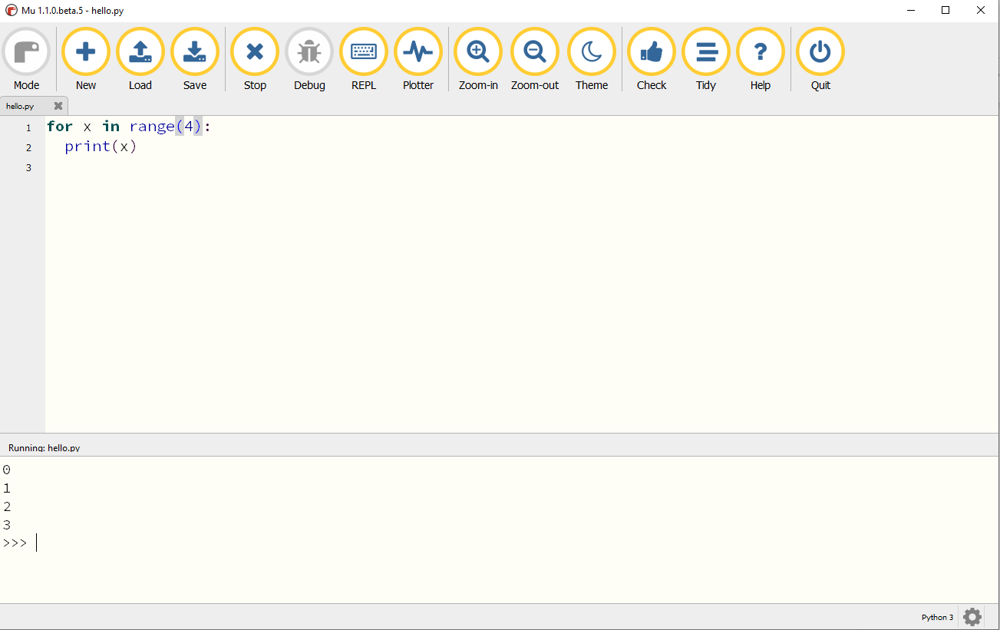 Mu 1.1.0.beta.5 - hello.py
Mode New Load Save Stop Debug REPL Plotter Zoom-in Zoom-out Theme Check Tidy Help Quit
hello.py
1 for x in range(4):
2   print(x)
3
Running: hello.py
0
1
2
3
>>>
Python 3